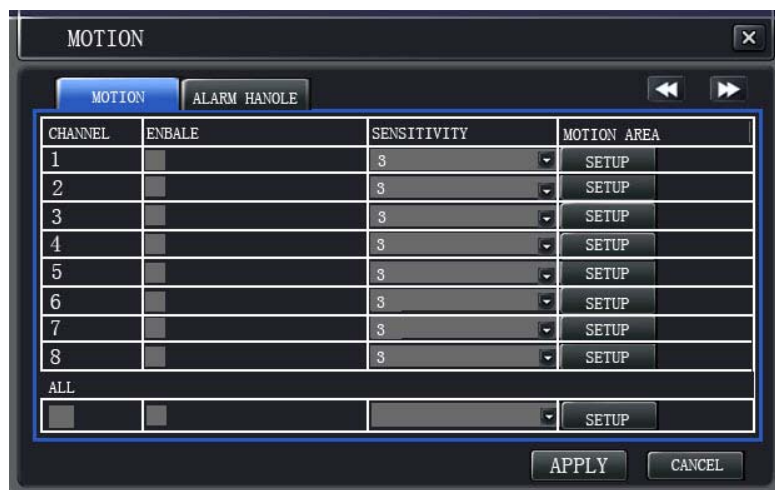 MOTION
MOTION ALARM HANOLE
CHANNEL ENBALE SENSITIVITY MOTION AREA
1 3 SETUP
2 3 SETUP
3 3 SETUP
4 3 SETUP
5 3 SETUP
6 3 SETUP
7 3 SETUP
8 3 SETUP
ALL
SETUP
APPLY CANCEL